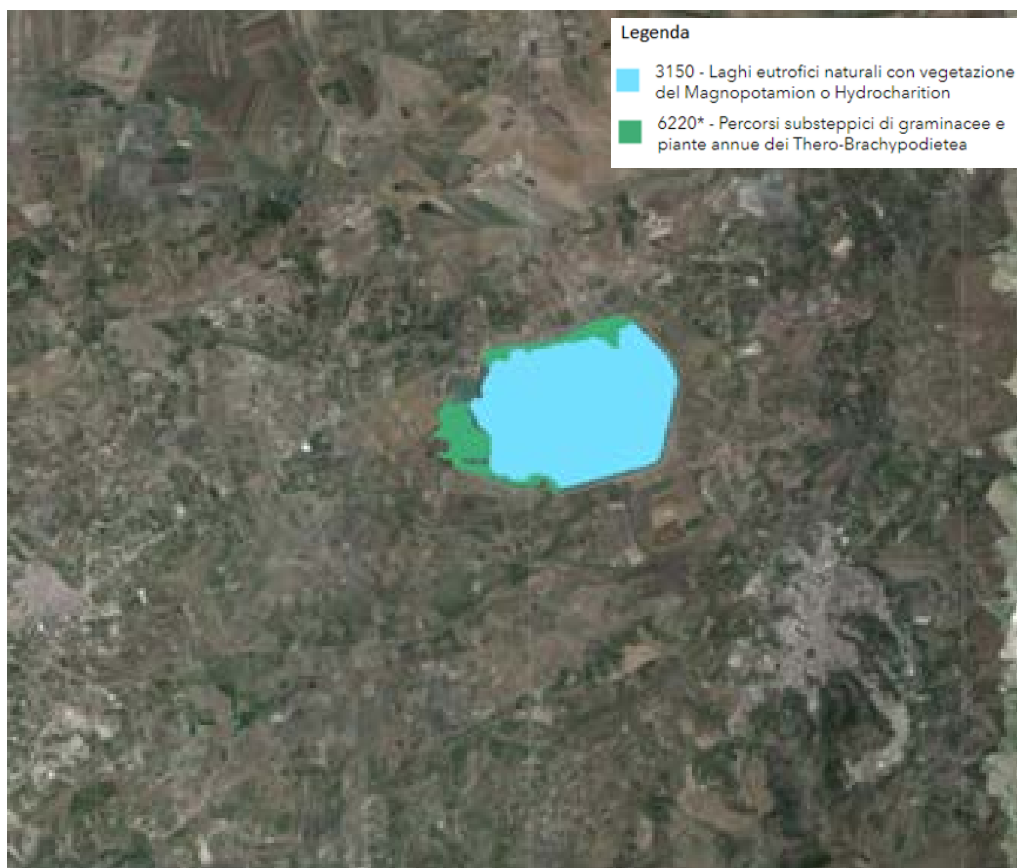 Legenda
3150 - Laghi eutrofici naturali con vegetazione
del Magnopotamion o Hydrocharition
6220* - Percorsi substeppici di graminacee e
piante annue dei Thero-Brachypodietea